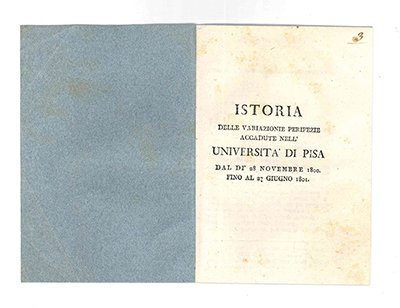 3
ISTORIA
DELLE VARIAZIONIE PERIPEZIE
ACCADUTE NELL'
UNIVERSITA' DI PISA
DAL DI' 28 NOVEMBRE 1800.
FINO AL 27 GIUGNO 1801.